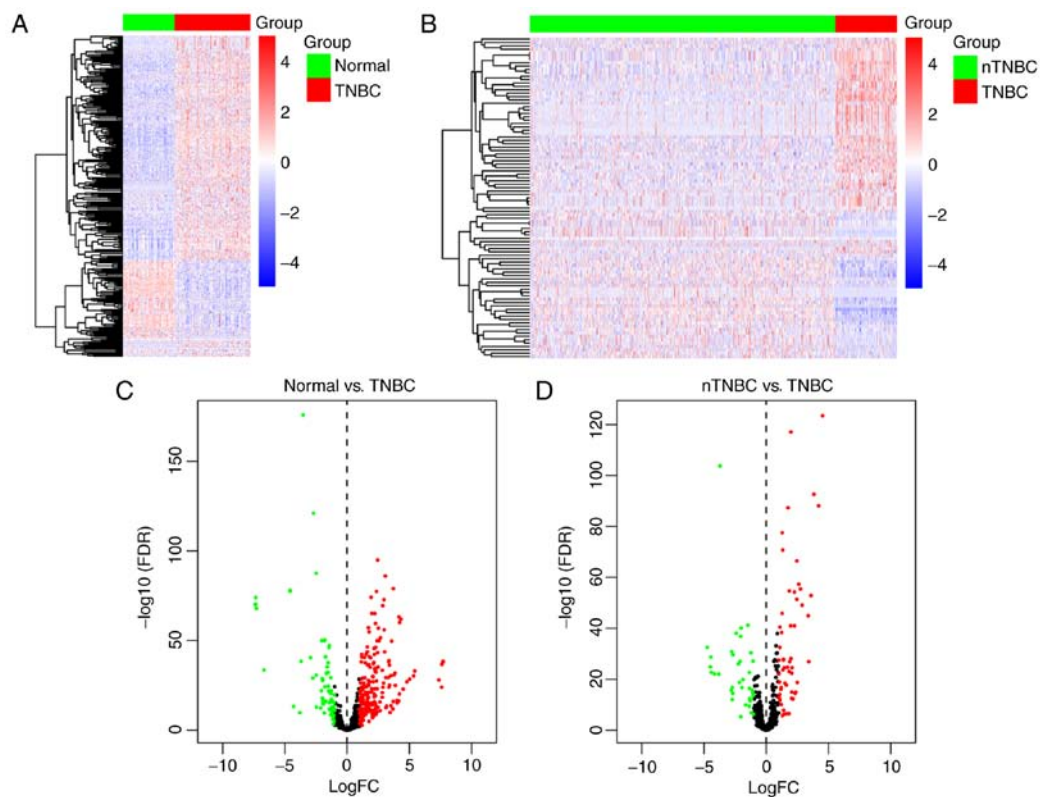 A
Group
Group
Normal
TNBC
4
2
0
−2
−4
B
Group
Group
nTNBC
TNBC
4
2
0
−2
−4
C
Normal vs. TNBC
−log10 (FDR)
150
100
50
0
−10
−5
0
5
10
LogFC
D
nTNBC vs. TNBC
−log10 (FDR)
120
100
80
60
40
20
0
−10
−5
0
5
10
LogFC